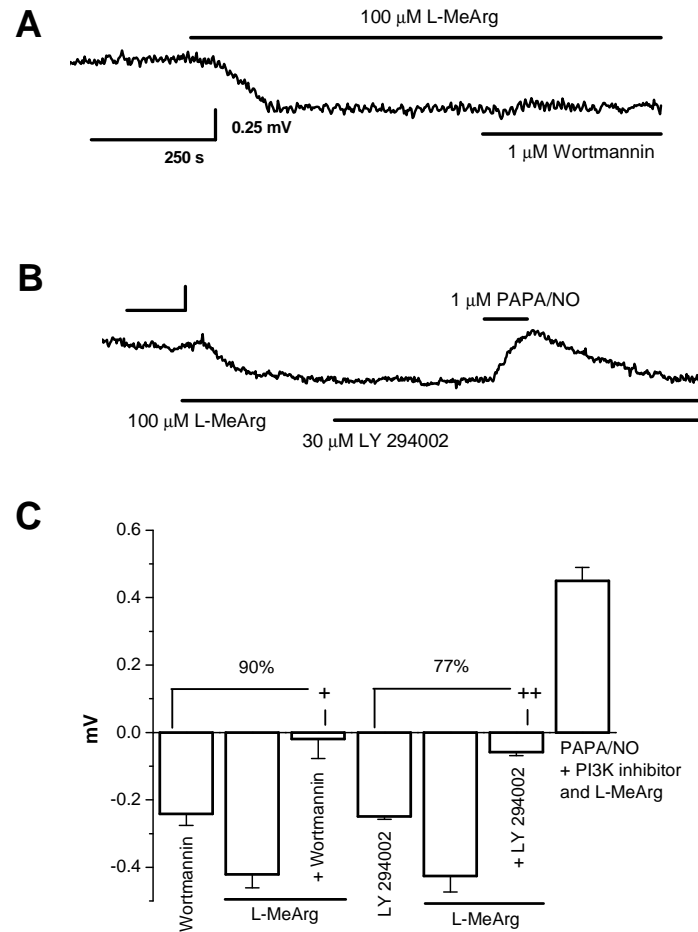 A
100 μM L-MeArg
0.25 mV
250 s
1 μM Wortmannin
B
1 μM PAPA/NO
100 μM L-MeArg
30 μM LY 294002
C
0.6
0.4
0.2
0.0
-0.2
-0.4
mV
90%
+
77%
++
Wortmannin
+ Wortmannin
L-MeArg
LY 294002
+ LY 294002
L-MeArg
PAPA/NO
+ PI3K inhibitor
and L-MeArg